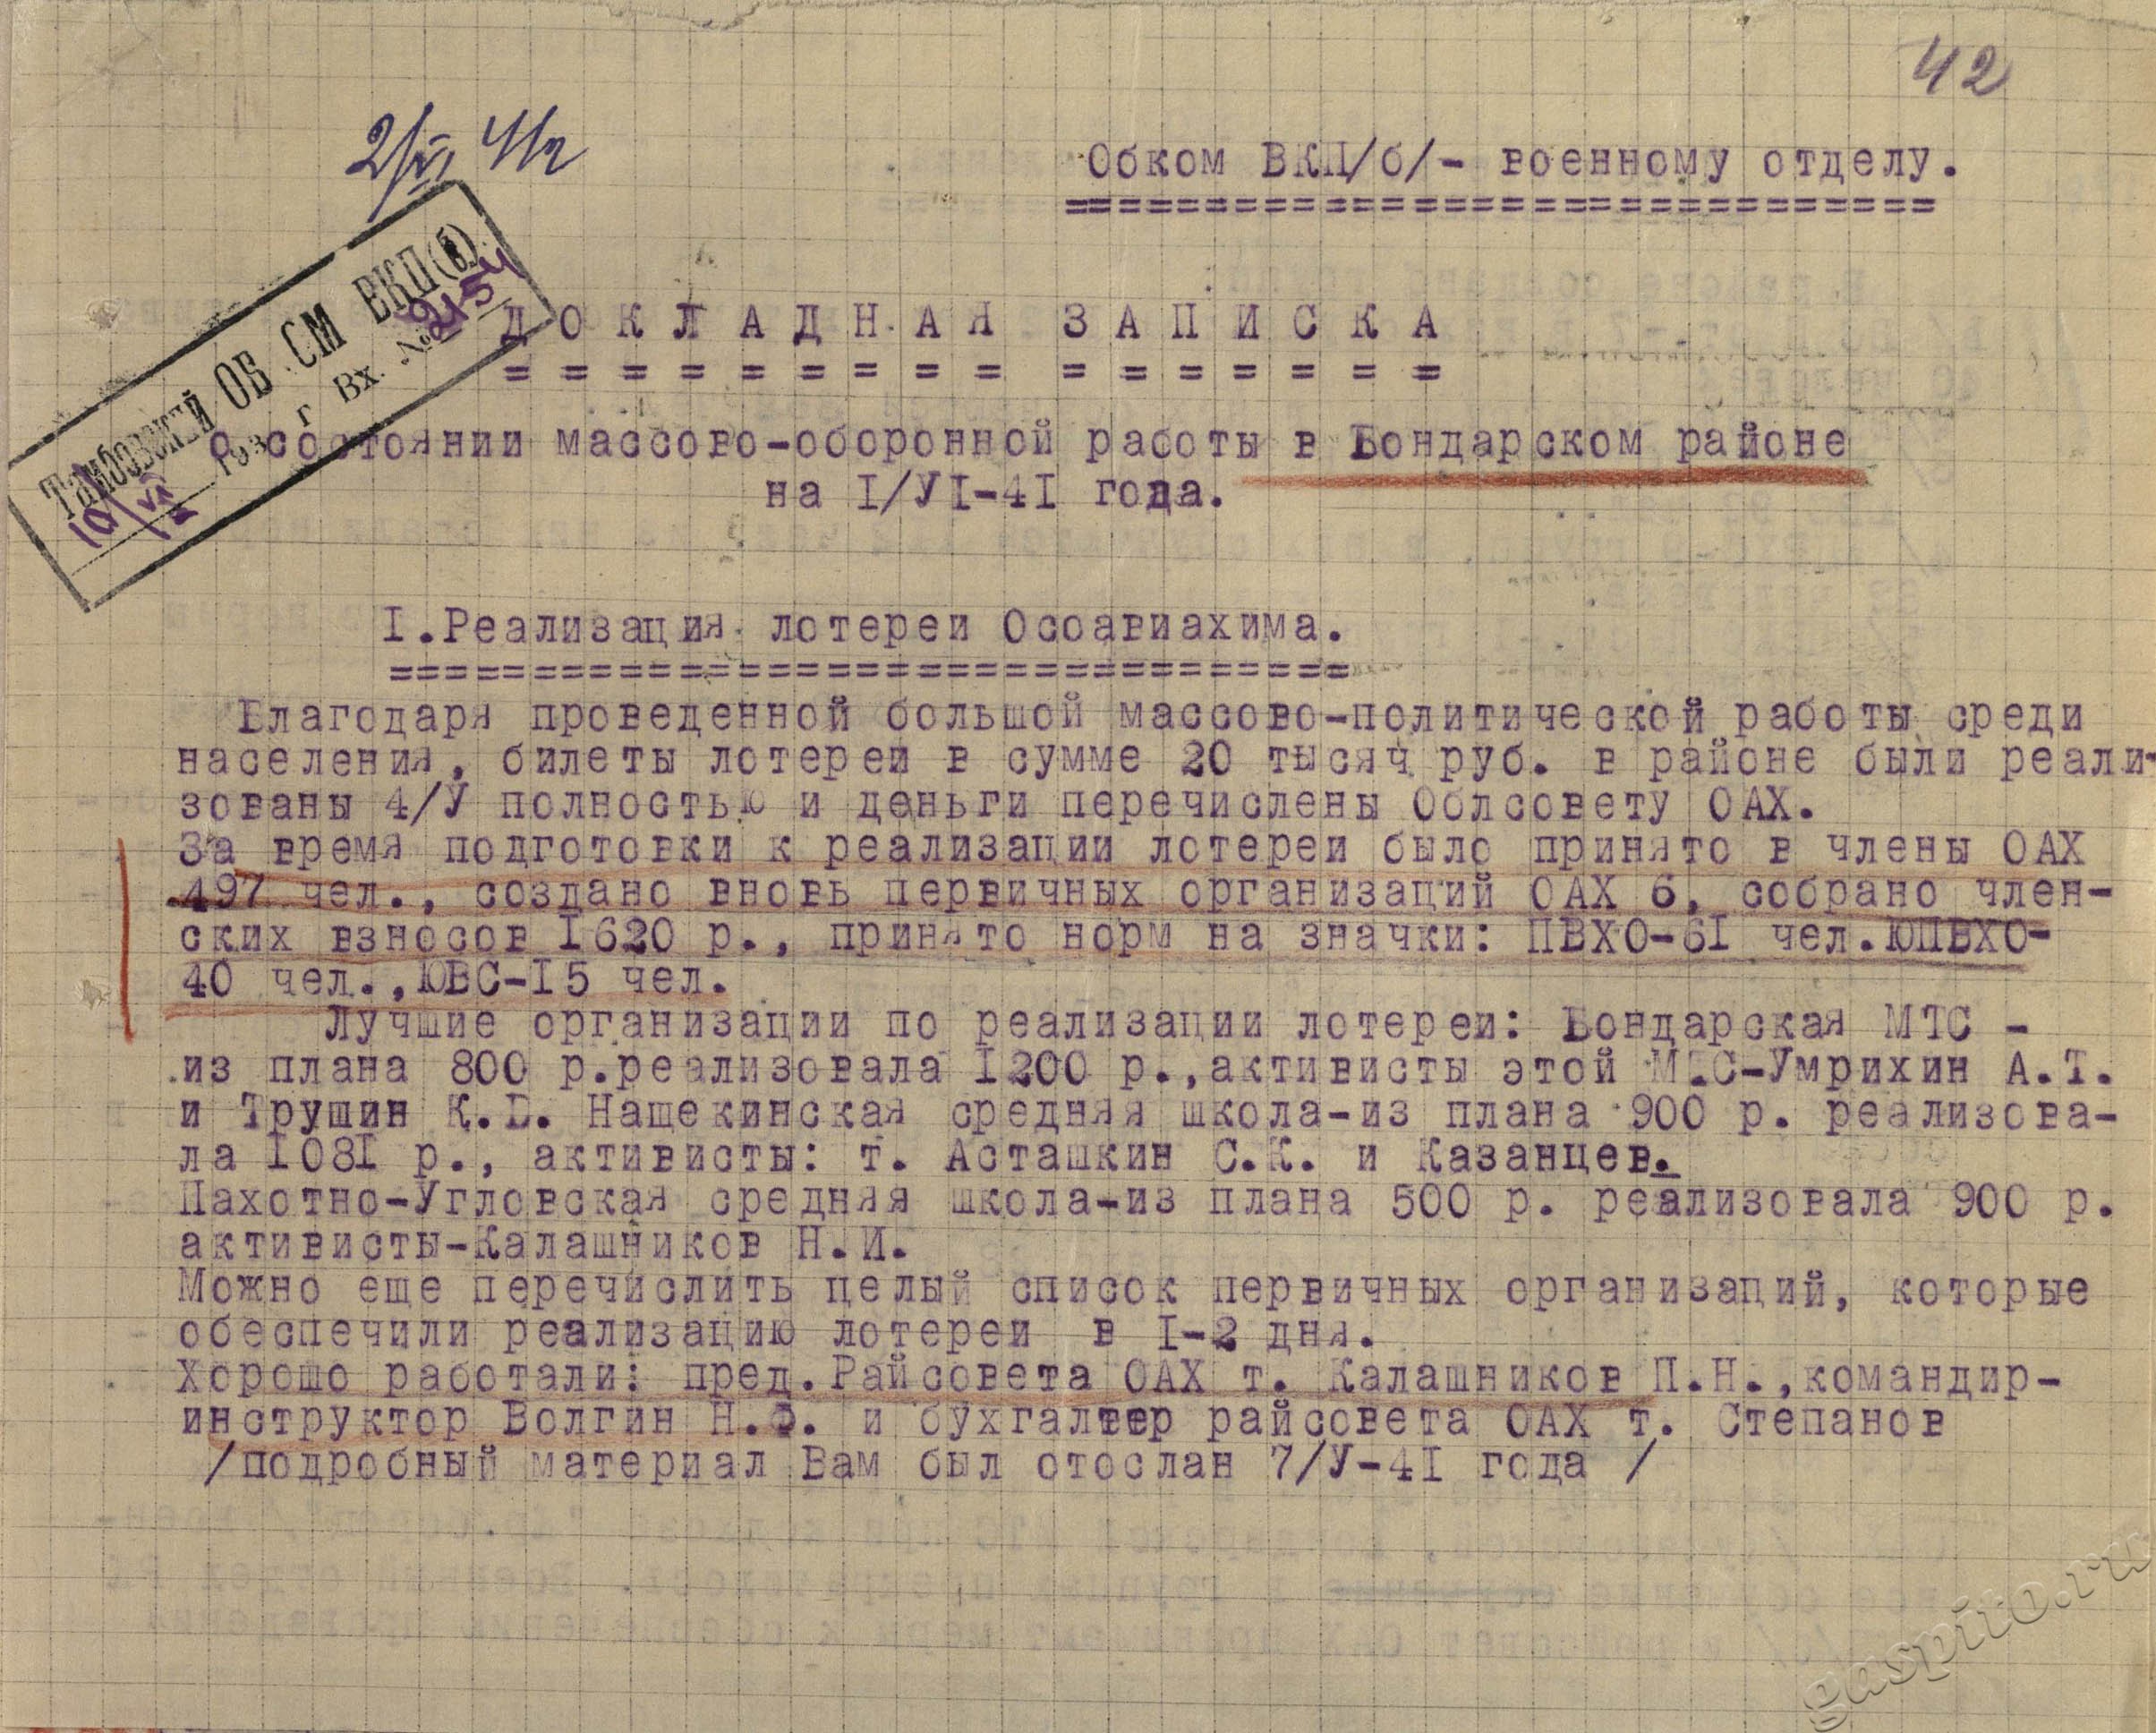 42
Обком ВКП/б/- военному отделу.
==============================
Тамбовский ОБ.СМ ВКП(б)
193 г Вх. №
ДОКЛАДНАЯ ЗАПИСКА
= = = = = = = = = = = = = = = =
о состоянии массово-оборонной работы в Бондарском районе
на I/УI-4I года.
I.Реализация лотереи Осоавиахима.
=================================
Благодаря проведенной большой массово-политической работы среди
населения, билеты лотереи в сумме 20 тысяч руб. в районе были реали-
зованы 4/У полностью и деньги перечислены Облсовету ОАХ.
За время подготовки к реализации лотереи было принято в члены ОАХ
497 чел., создано вновь первичных организаций ОАХ 6, собрано член-
ских взносов I620 р., принято норм на значки: ПВХО-6I чел.ЮПВХО-
40 чел.,ЮВС-I5 чел.
Лучшие организации по реализации лотереи: Бондарская МТС -
из плана 800 р.реализовала I200 р.,активисты этой МТС-Умрихин А.Т.
и Трушин К. Нащекинская средняя школа-из плана 900 р. реализова-
ла I08I р., активисты: т. Асташкин С.К. и Казанцев.
Пахотно-Угловская средняя школа-из плана 500 р. реализовала 900 р.
активисты-Калашников Н.И.
Можно еще перечислить целый список первичных организаций, которые
обеспечили реализацию лотереи в I-2 дня.
Хорошо работали: пред.Райсовета ОАХ т. Калашников П.Н.,командир-
инструктор Волгин Н.Ф. и бухгалтер райсовета ОАХ т. Степанов
/подробный материал Вам был отослан 7/У-4I года /
gaspito.ru